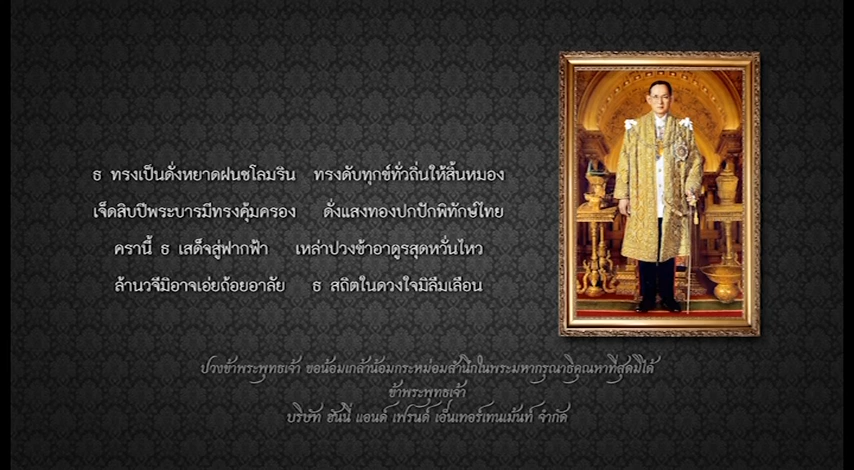 ธ ทรงเป็นดั่งหยาดฝนชโลมริน ทรงดับทุกข์ทั่วถิ่นให้สิ้นหมอง
เจ็ดสิบปีพระบารมีทรงคุ้มครอง ดั่งแสงทองปกปักพิทักษ์ไทย
ครานี้ ธ เสด็จสู่ฟากฟ้า เหล่าปวงข้าอาดูรสุดหวั่นไหว
ล้านวจีมิอาจเอ่ยถ้อยอาลัย ธ สถิตในดวงใจมิลืมเลือน
ปวงข้าพระพุทธเจ้า ขอน้อมเกล้าน้อมกระหม่อมสำนึกในพระมหากรุณาธิคุณหาที่สุดมิได้
ข้าพระพุทธเจ้า
บริษัท ฮันนี่ แอนด์ เฟรนด์ เอ็นเทอร์เทนเม้นท์ จำกัด